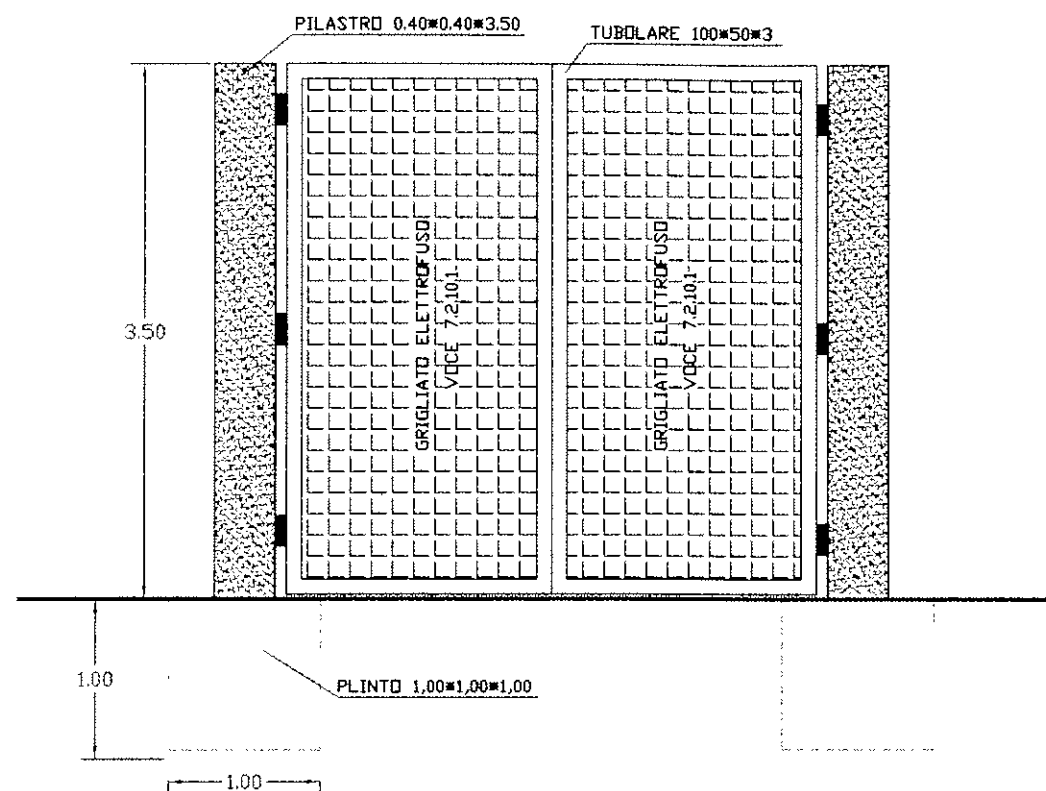 PILASTRO 0.40*0.40*3.50
TUBOLARE 100*50*3
3.50
GRIGLIATO ELETTROFUSO
VOCE 7.2.10.1
GRIGLIATO ELETTROFUSO
VOCE 7.2.10.1
1.00
PLINTO 1,00*1,00*1,00
1.00